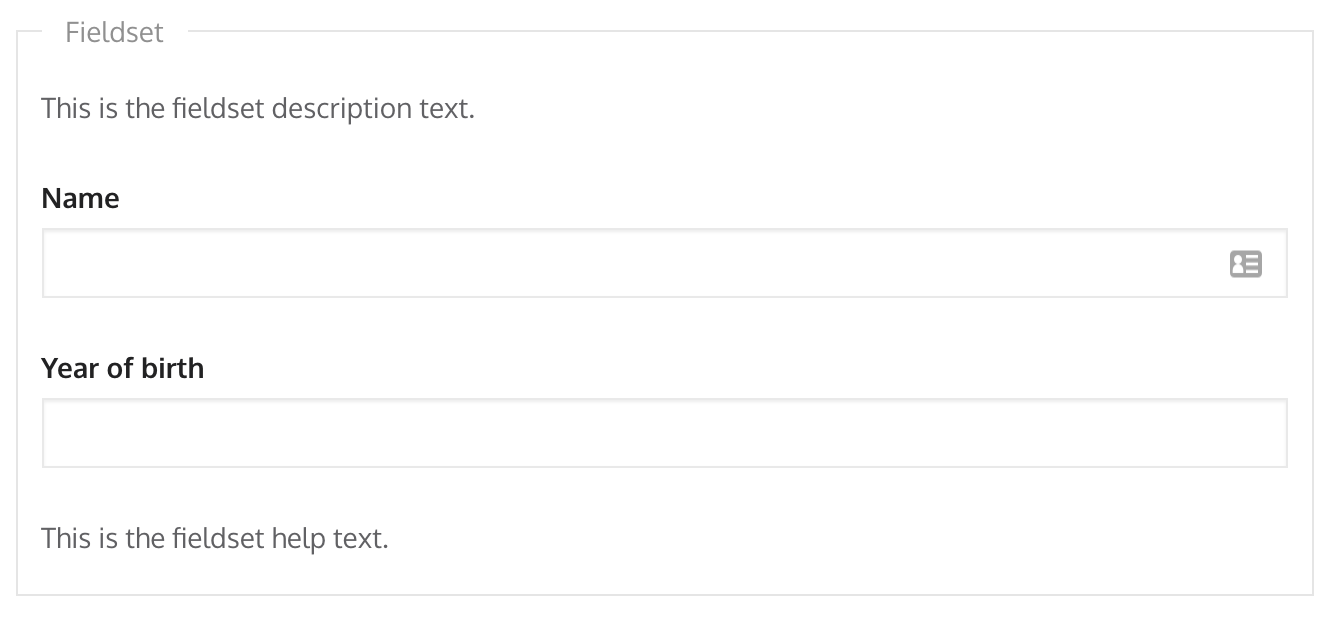 Fieldset
This is the fieldset description text.
Name
Year of birth
This is the fieldset help text.